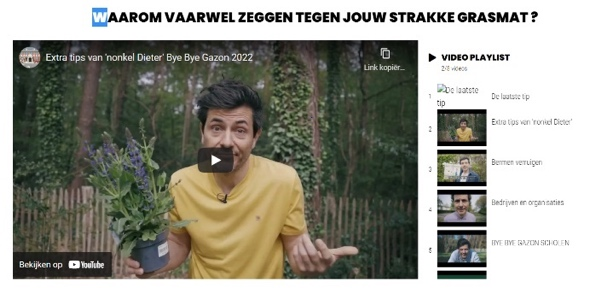 WAAROM VAARWEL ZEGGEN TEGEN JOUW STRAKKE GRASMAT ?
Extra tips van 'nonkel Dieter' Bye Bye Gazon 2022
Link kopiër...
Bekijken op YouTube
VIDEO PLAYLIST
2/8 videos
1 De laatste tip De laatste tip
2 Extra tips van 'nonkel Dieter'
3 Bermen verruigen
4 Bedrijven en organisaties
5 BYE BYE GAZON SCHOLEN